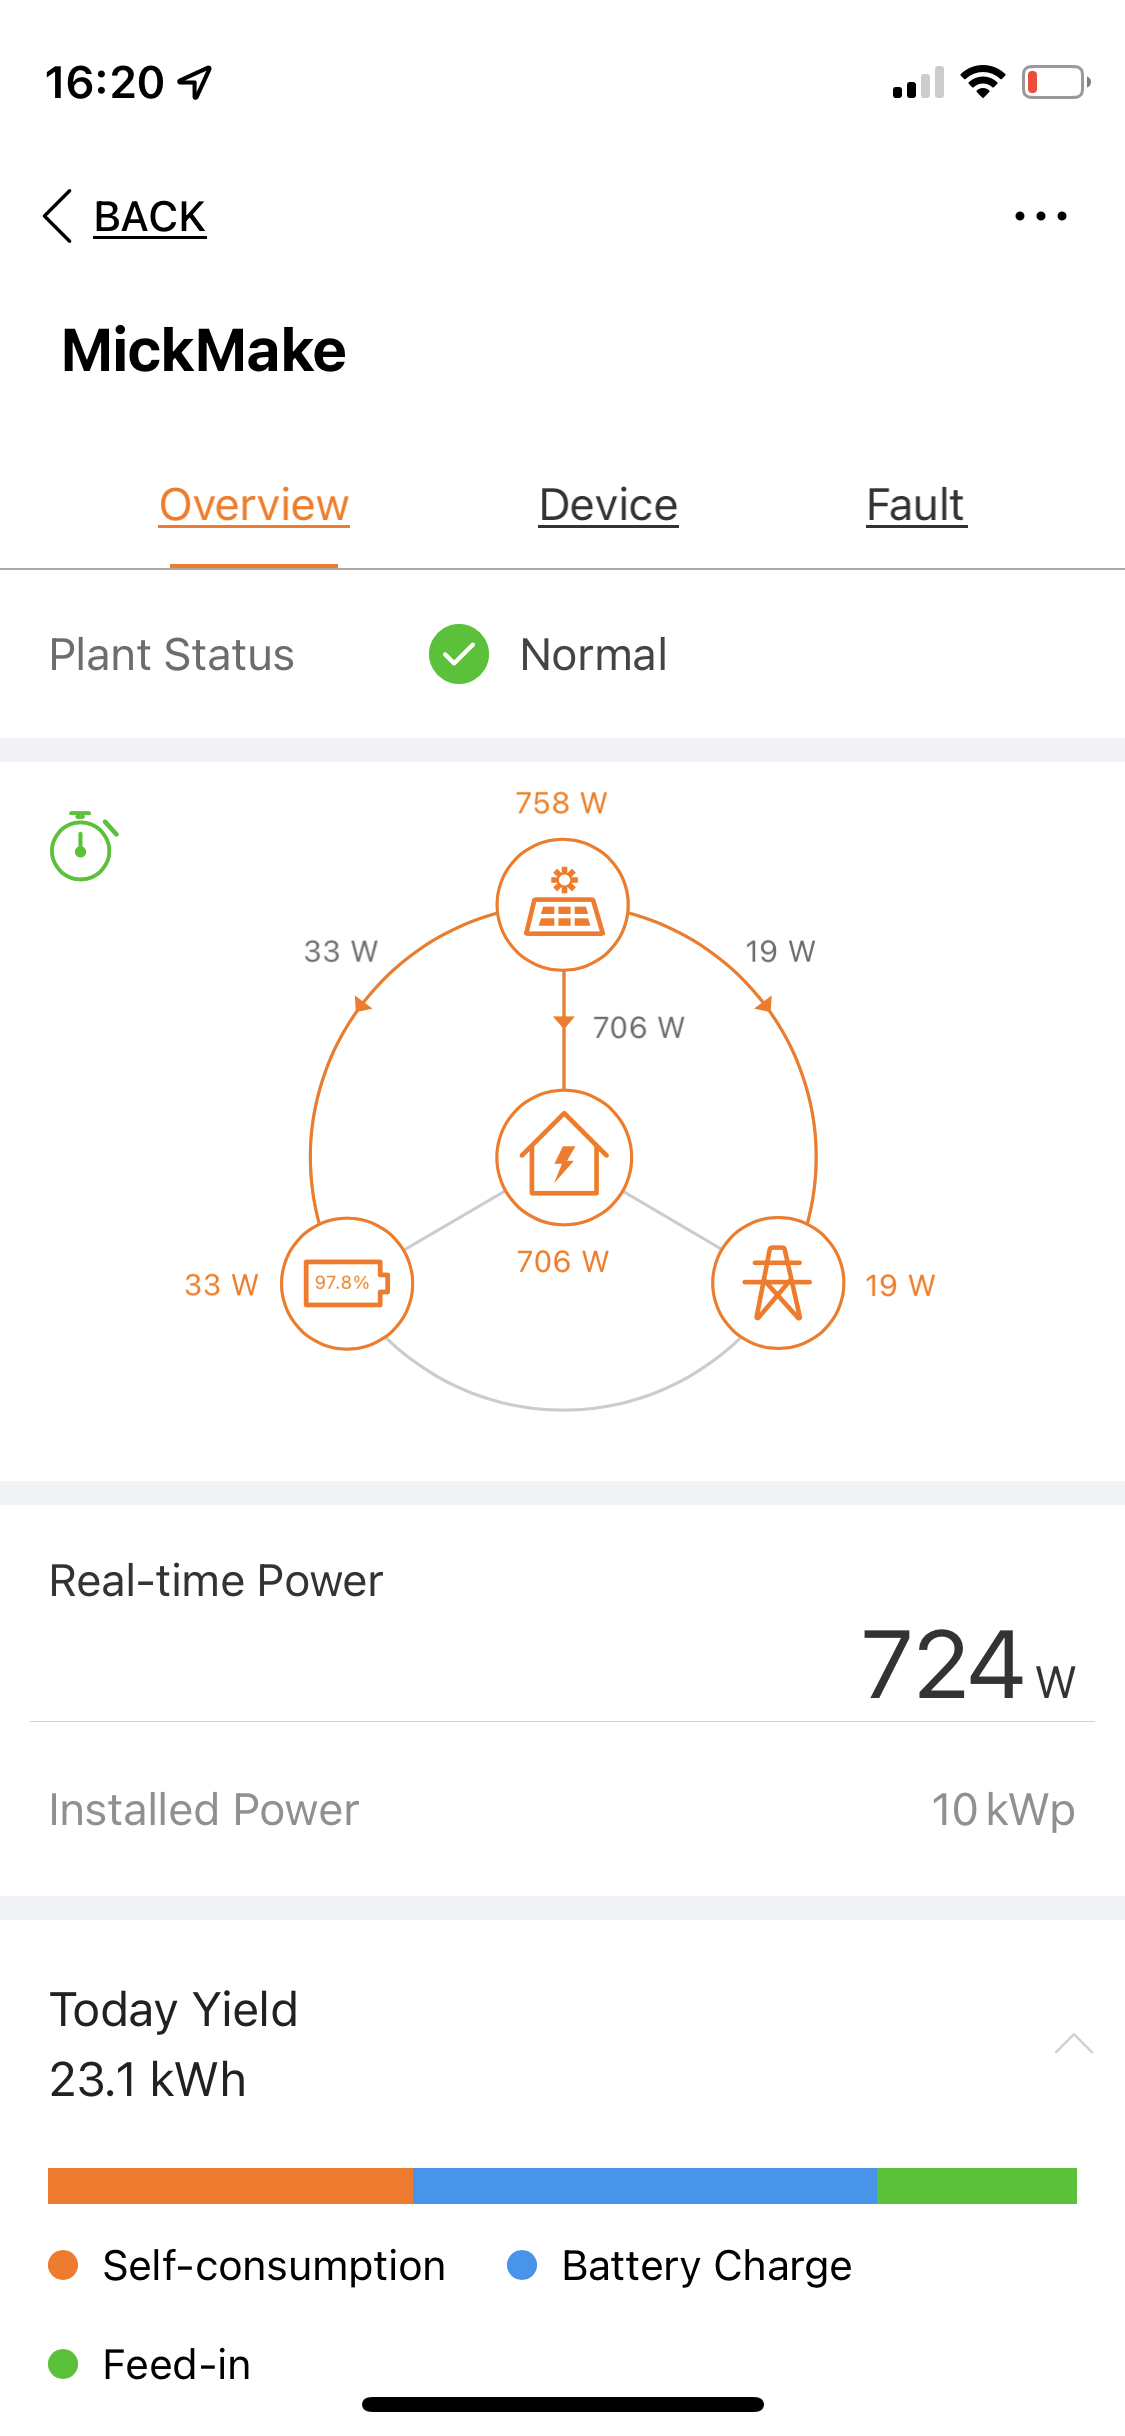 16:20
BACK
MickMake
Overview Device Fault
Plant Status Normal
758 W
33 W 19 W
706 W
33 W 97.8% 706 W 19 W
Real-time Power
724 W
Installed Power 10 kWp
Today Yield
23.1 kWh
Self-consumption Battery Charge
Feed-in